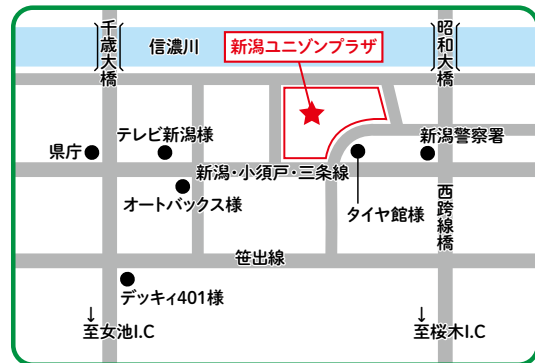 千歳大橋
信濃川
新潟ユニゾンプラザ
昭和大橋
県庁
テレビ新潟様
新潟警察署
新潟・小須戸・三条線
オートバックス様
タイヤ館様
西跨線橋
笹出線
デッキィ401様
↓
至女池I.C
↓
至桜木I.C